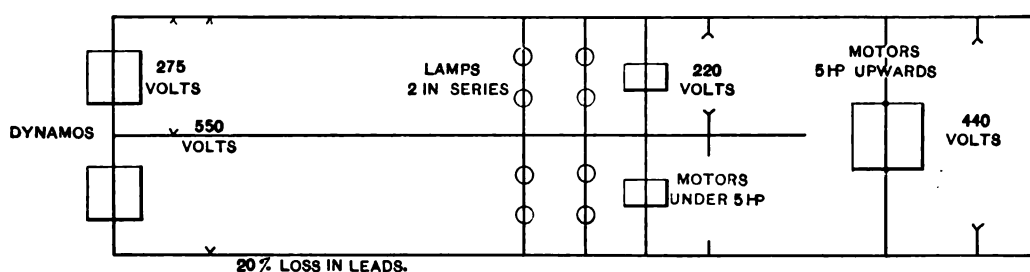 275
VOLTS
LAMPS
2 IN SERIES
220
VOLTS
MOTORS
5 HP UPWARDS
DYNAMOS
550
VOLTS
440
VOLTS
MOTORS
UNDER 5 HP
20% LOSS IN LEADS.